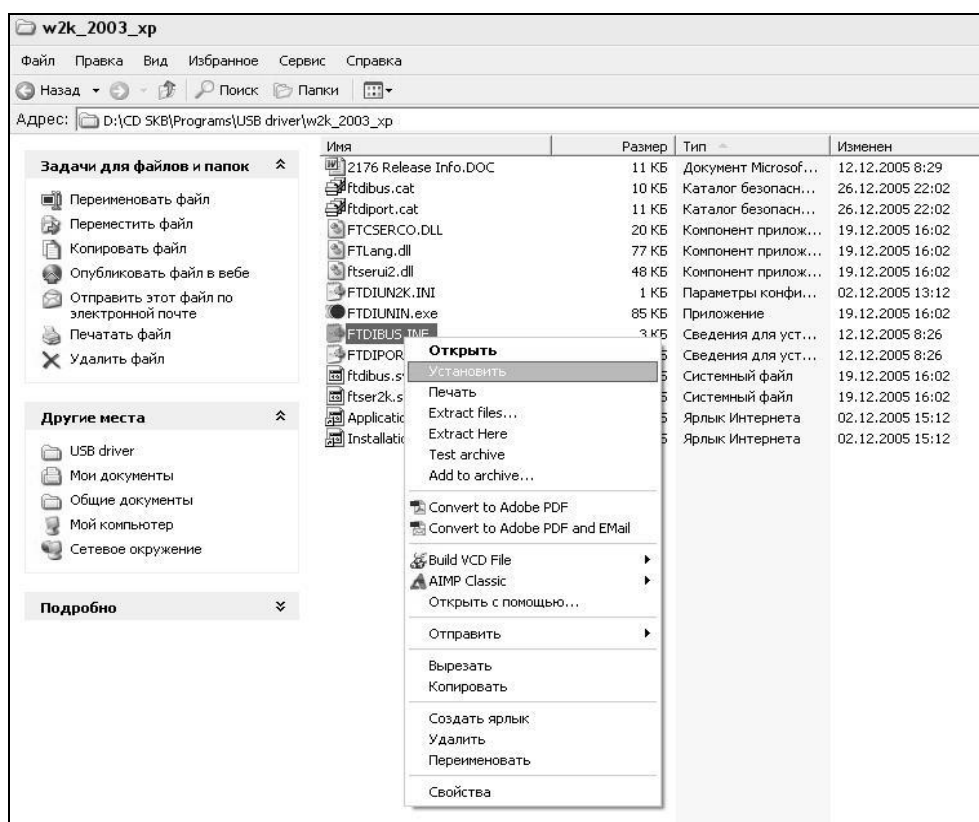 w2k_2003_xp
Файл Правка Вид Избранное Сервис Справка
Назад Поиск Папки
Адрес: D:\CD SKB\Programs\USB driver\w2k_2003_xp
Задачи для файлов и папок
Переименовать файл
Переместить файл
Копировать файл
Опубликовать файл в вебе
Отправить этот файл по
электронной почте
Печатать файл
Удалить файл
Другие места
USB driver
Мои документы
Общие документы
Мой компьютер
Сетевое окружение
Подробно
Имя Размер Тип Изменен
2176 Release Info.DOC 11 КБ Документ Microsof... 12.12.2005 8:29
ftdibus.cat 10 КБ Каталог безопасн... 26.12.2005 22:02
ftdiport.cat 11 КБ Каталог безопасн... 26.12.2005 22:02
FTCSERCO.DLL 20 КБ Компонент прилож... 19.12.2005 16:02
FTLang.dll 77 КБ Компонент прилож... 19.12.2005 16:02
ftserui2.dll 48 КБ Компонент прилож... 19.12.2005 16:02
FTDIUN2K.INI 1 КБ Параметры конфи... 02.12.2005 13:12
FTDIUNIN.exe 85 КБ Приложение 19.12.2005 16:02
FTDIBUS.INF 3 КБ Сведения для уст... 12.12.2005 8:26
FTDIPOR Сведения для уст... 12.12.2005 8:26
ftdibus.s Системный файл 19.12.2005 16:02
ftser2k.s Системный файл 19.12.2005 16:02
Applicatio Ярлык Интернета 02.12.2005 15:12
Installatio Ярлык Интернета 02.12.2005 15:12
Открыть
Установить
Печать
Extract files...
Extract Here
Test archive
Add to archive...
Convert to Adobe PDF
Convert to Adobe PDF and EMail
Build VCD File
AIMP Classic
Открыть с помощью...
Отправить
Вырезать
Копировать
Создать ярлык
Удалить
Переименовать
Свойства